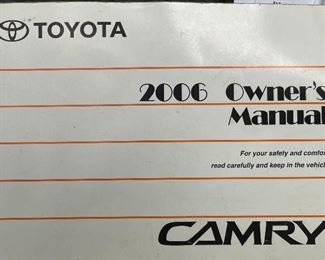 TOYOTA
2006 Owner's
Manual
For your safety and comfor
read carefully and keep in the vehicl
CAMRY